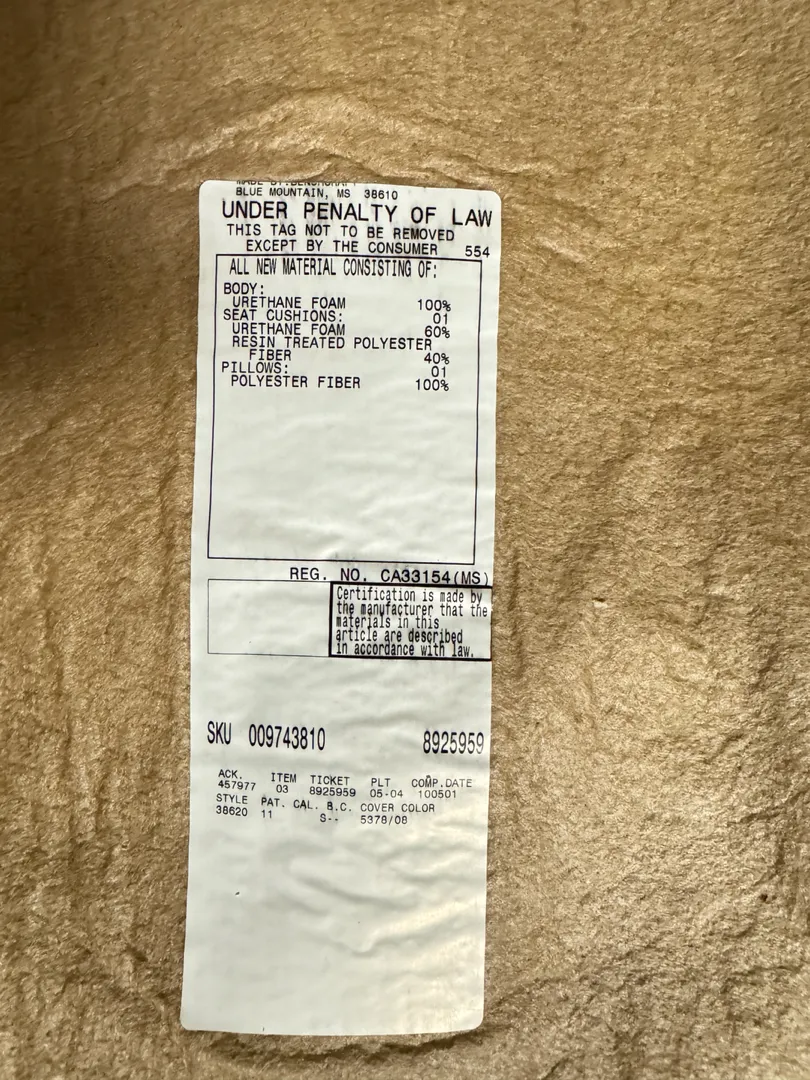 MADE BY:BENCHCRAFT
BLUE MOUNTAIN, MS 38610
UNDER PENALTY OF LAW
THIS TAG NOT TO BE REMOVED
EXCEPT BY THE CONSUMER 554
ALL NEW MATERIAL CONSISTING OF:
BODY:
URETHANE FOAM 100%
SEAT CUSHIONS: 01
URETHANE FOAM 60%
RESIN TREATED POLYESTER
FIBER 40%
PILLOWS: 01
POLYESTER FIBER 100%
REG. NO. CA33154(MS)
Certification is made by
the manufacturer that the
materials in this
article are described
in accordance with law.
SKU 009743810 8925959
ACK. ITEM TICKET PLT COMP.DATE
457977 03 8925959 05-04 100501
STYLE PAT. CAL. B.C. COVER COLOR
38620 11 S-- 5378/08